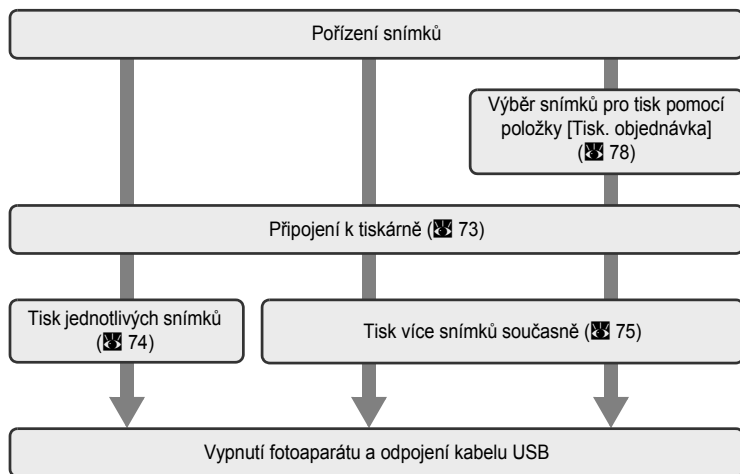 Pořízení snímků
Výběr snímků pro tisk pomocí
položky [Tisk. objednávka]
( 78)
Připojení k tiskárně ( 73)
Tisk jednotlivých snímků
( 74)
Tisk více snímků současně ( 75)
Vypnutí fotoaparátu a odpojení kabelu USB